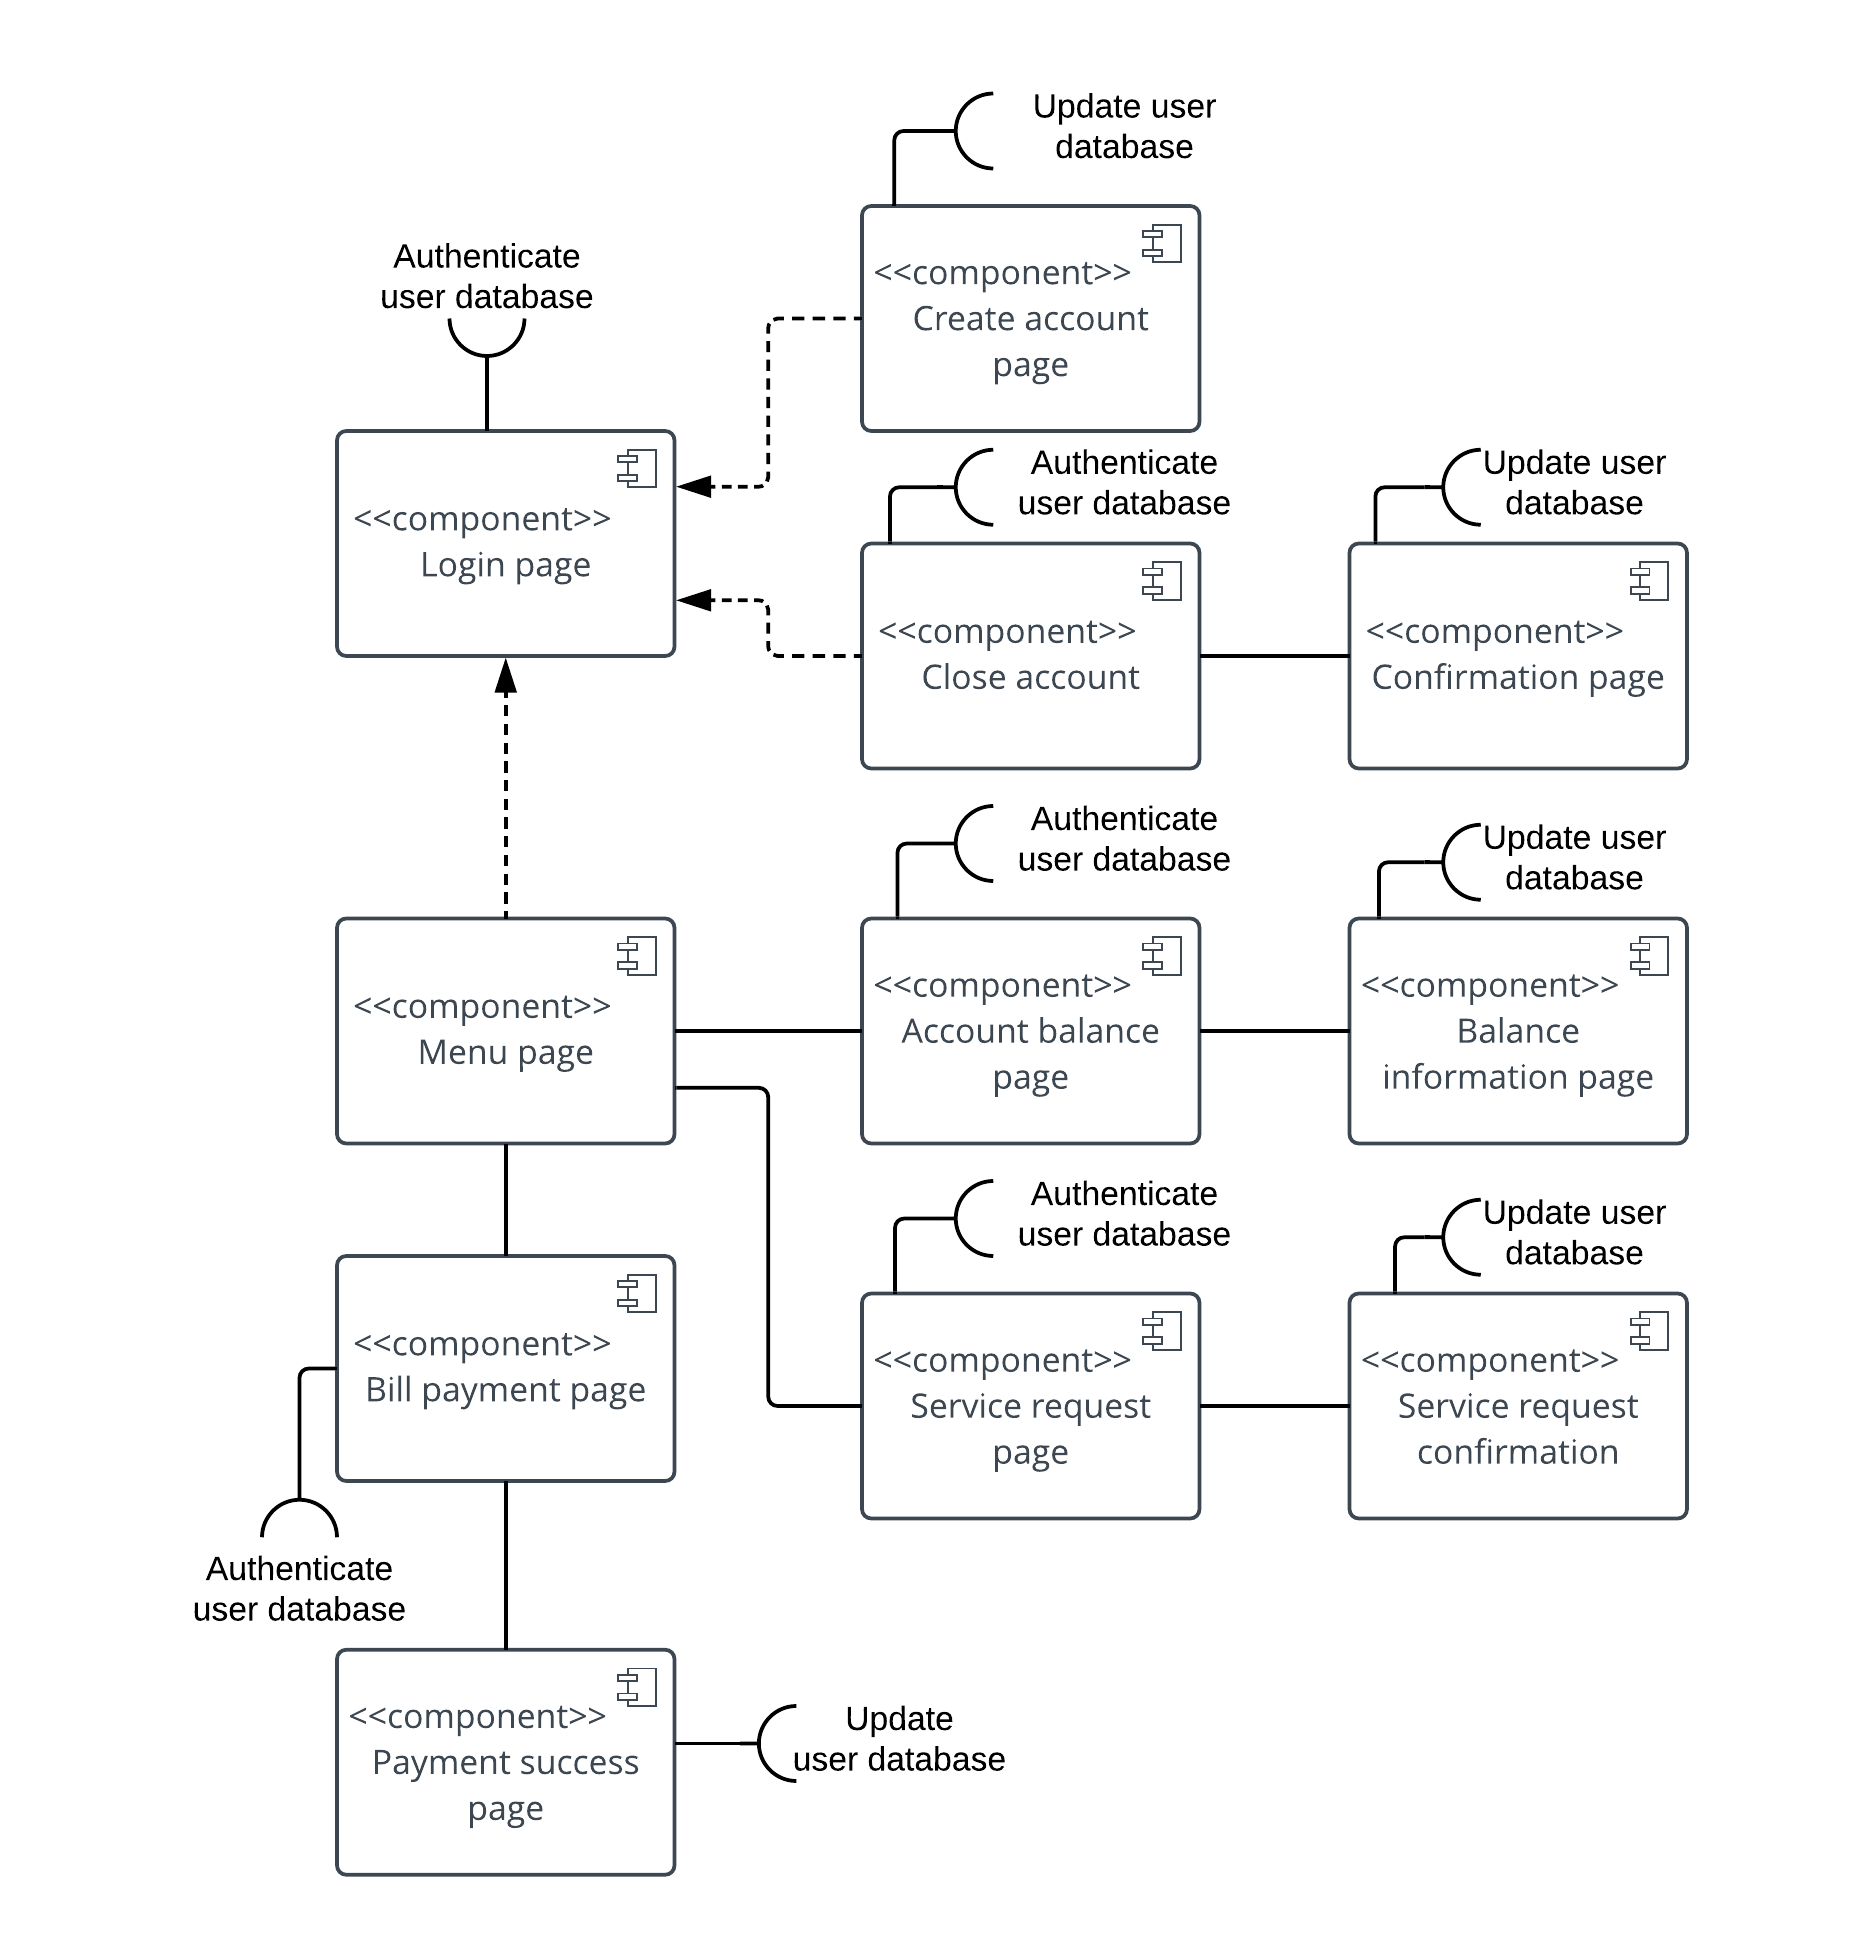 Update user
database
Authenticate
user database
<<component>>
Create account
page
<<component>>
Login page
Authenticate
user database
Update user
database
<<component>>
Close account
<<component>>
Confirmation page
Authenticate
user database
Update user
database
<<component>>
Menu page
<<component>>
Account balance
page
<<component>>
Balance
information page
Authenticate
user database
Update user
database
<<component>>
Bill payment page
<<component>>
Service request
page
<<component>>
Service request
confirmation
Authenticate
user database
<<component>>
Payment success
page
Update
user database